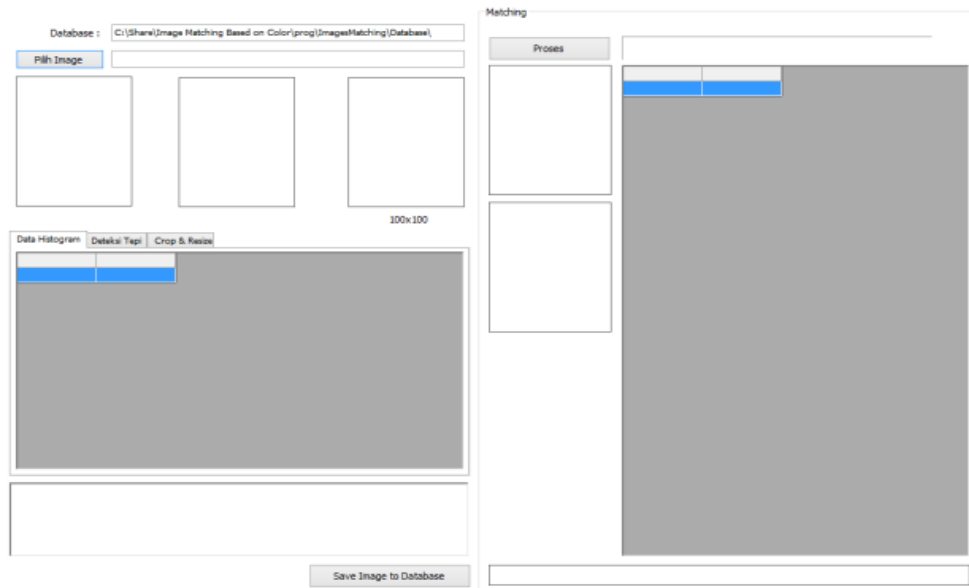 Database :
C:\Share\Image Matching Based on Color\prog\ImagesMatching\Database\
Pilih Image
100x100
Data Histogram
Deteksi Tepi
Crop & Resize
Save Image to Database
Matching
Proses